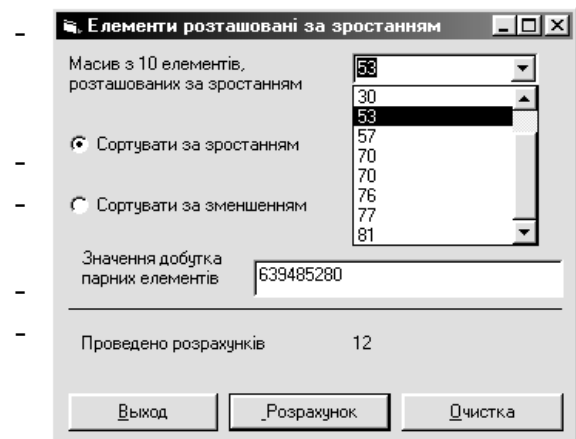 Елементи розташовані за зростанням
Масив з 10 елементів,
розташованих за зростанням
53
30
53
57
70
70
76
77
81
Сортувати за зростанням
Сортувати за зменшенням
Значення добутка
парних елементів
639485280
Проведено розрахунків 12
Выход
_Розрахунок
Очистка